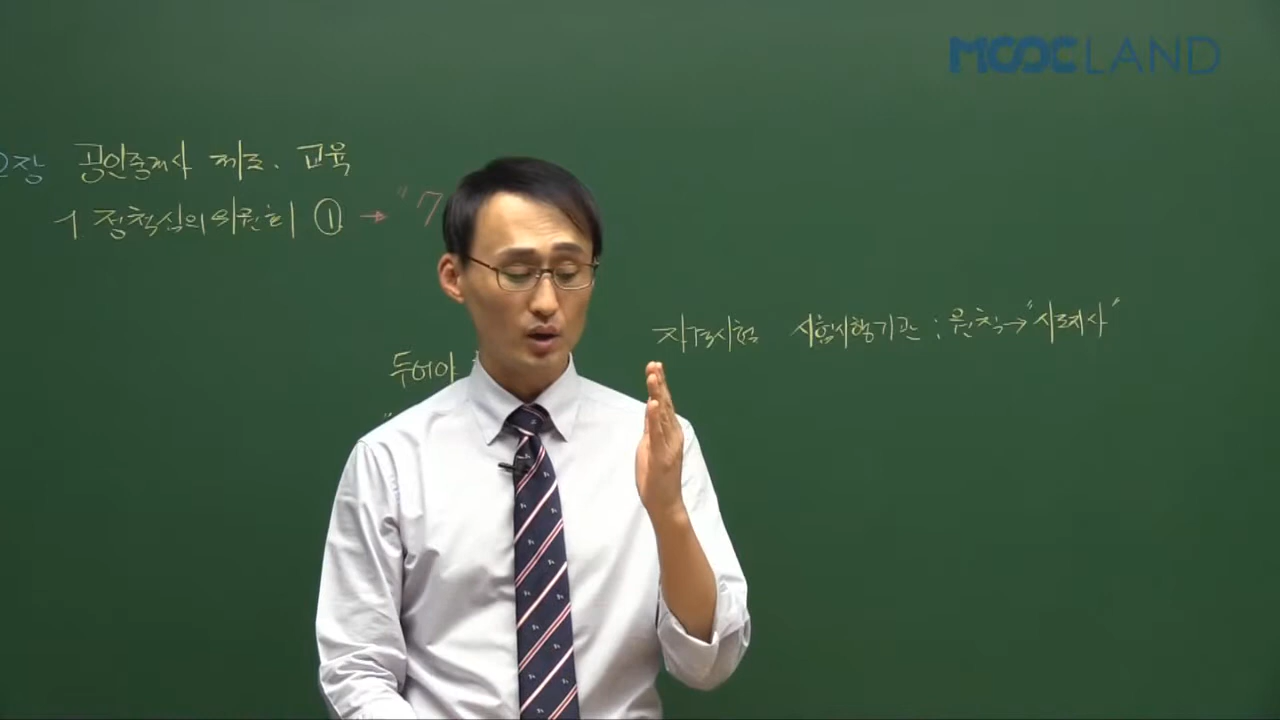 MOOCLAND
2장 공인중개사 제도. 교육
1. 정책심의위원회 ① → "7
자격시험 시험시행기관 : 원칙→"시·도지사"
두어야